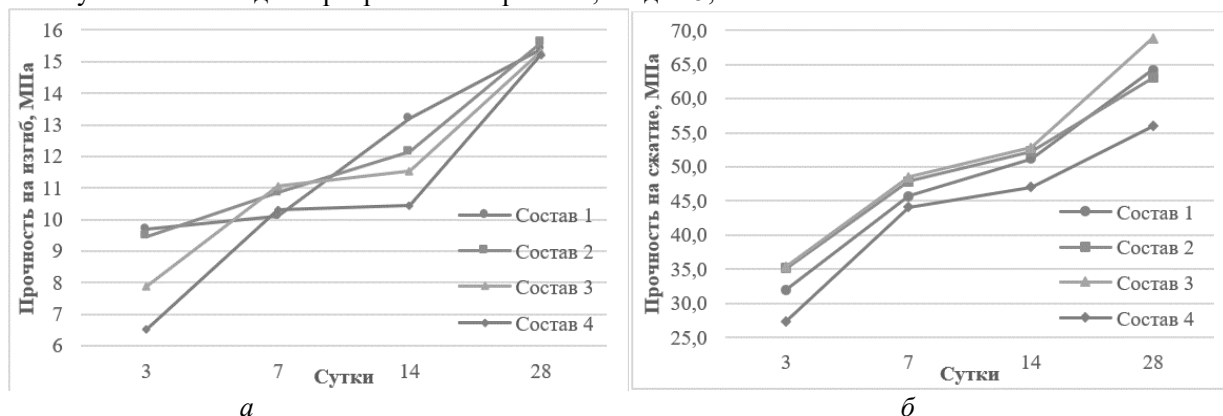 16
15
14
13
12
11
10
9
8
7
6
Прочность на изгиб, МПа
3
7
14
28
Сутки
Состав 1
Состав 2
Состав 3
Состав 4
а
70,0
65,0
60,0
55,0
50,0
45,0
40,0
35,0
30,0
25,0
Прочность на сжатие, МПа
3
7
14
28
Сутки
Состав 1
Состав 2
Состав 3
Состав 4
б